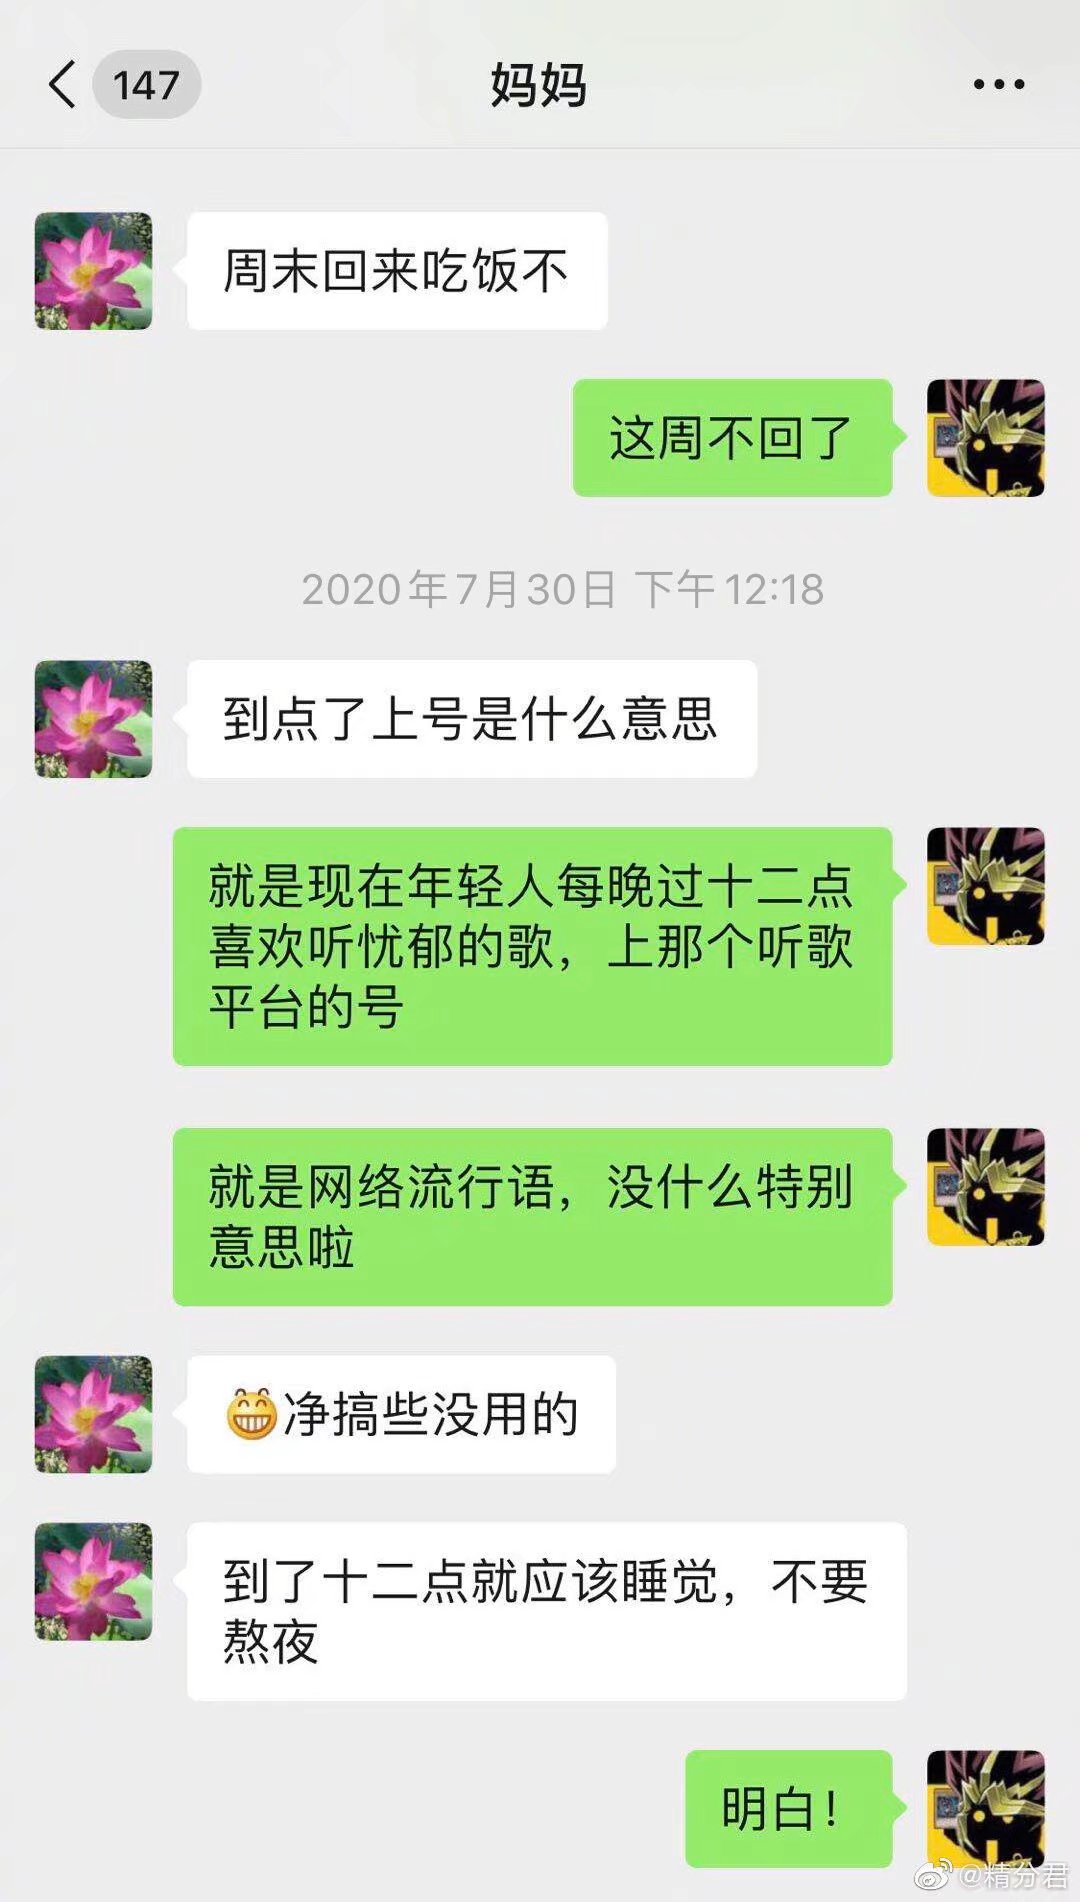 147
妈妈
周末回来吃饭不
这周不回了
2020年7月30日 下午12:18
到点了上号是什么意思
就是现在年轻人每晚过十二点
喜欢听忧郁的歌，上那个听歌
平台的号
就是网络流行语，没什么特别
意思啦
😁净搞些没用的
到了十二点就应该睡觉，不要
熬夜
明白！
@精分君